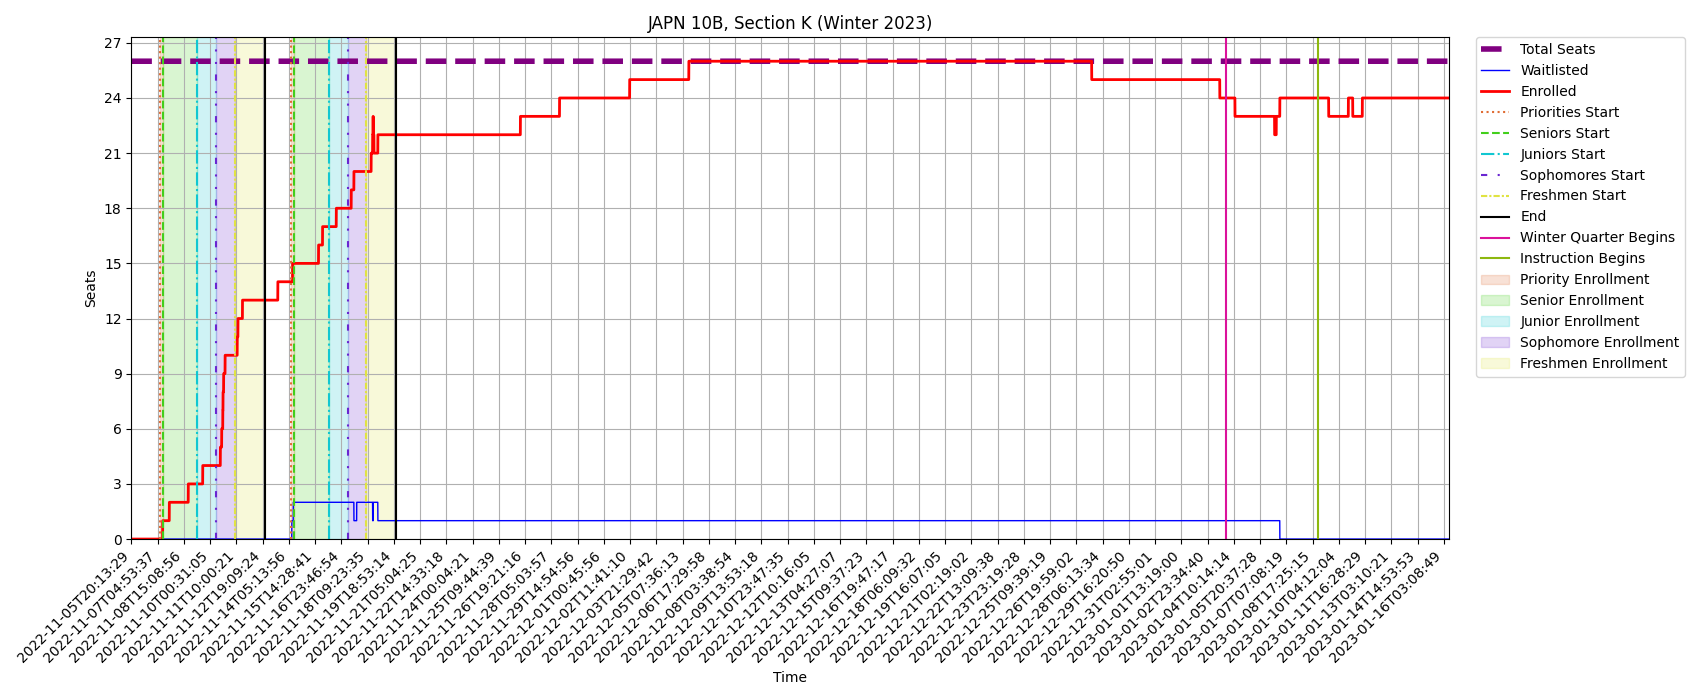 JAPN 10B, Section K (Winter 2023)
27
24
21
18
15
12
9
6
3
0
Seats
2022-11-05T20:13:29
2022-11-07T04:53:37
2022-11-08T15:08:56
2022-11-10T00:31:05
2022-11-11T10:00:21
2022-11-12T19:09:24
2022-11-14T05:13:56
2022-11-15T14:28:41
2022-11-16T23:46:54
2022-11-18T09:23:35
2022-11-19T18:53:14
2022-11-21T05:04:25
2022-11-22T14:33:18
2022-11-24T00:04:21
2022-11-25T09:44:39
2022-11-26T19:21:16
2022-11-28T05:03:57
2022-11-29T14:54:56
2022-12-01T00:45:56
2022-12-02T11:41:10
2022-12-03T21:29:42
2022-12-05T07:36:13
2022-12-06T17:29:58
2022-12-08T03:38:54
2022-12-09T13:53:18
2022-12-10T23:47:35
2022-12-12T10:16:05
2022-12-13T04:27:07
2022-12-15T09:37:23
2022-12-16T19:47:17
2022-12-18T06:09:32
2022-12-19T16:07:05
2022-12-21T02:19:02
2022-12-22T13:09:38
2022-12-23T23:19:28
2022-12-25T09:39:19
2022-12-26T19:59:02
2022-12-28T06:13:34
2022-12-29T16:20:50
2022-12-31T02:55:01
2023-01-01T13:19:00
2023-01-02T23:34:40
2023-01-04T10:14:14
2023-01-05T20:37:28
2023-01-07T07:08:19
2023-01-08T17:25:15
2023-01-10T04:12:04
2023-01-11T16:28:29
2023-01-13T03:10:21
2023-01-14T14:53:53
2023-01-16T03:08:49
Time
Total Seats
Waitlisted
Enrolled
Priorities Start
Seniors Start
Juniors Start
Sophomores Start
Freshmen Start
End
Winter Quarter Begins
Instruction Begins
Priority Enrollment
Senior Enrollment
Junior Enrollment
Sophomore Enrollment
Freshmen Enrollment